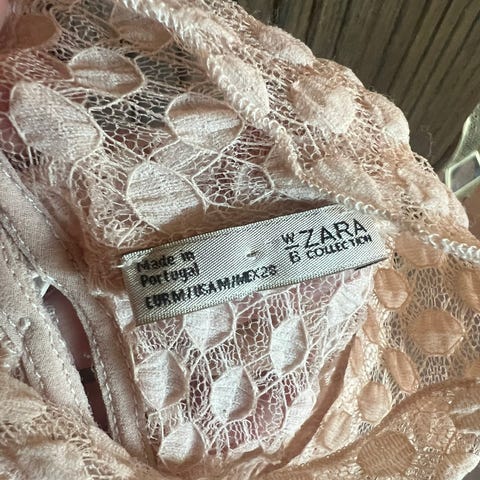 Made in
Portugal
EUR M / USA M / MEX 28
W ZARA
B COLLECTION